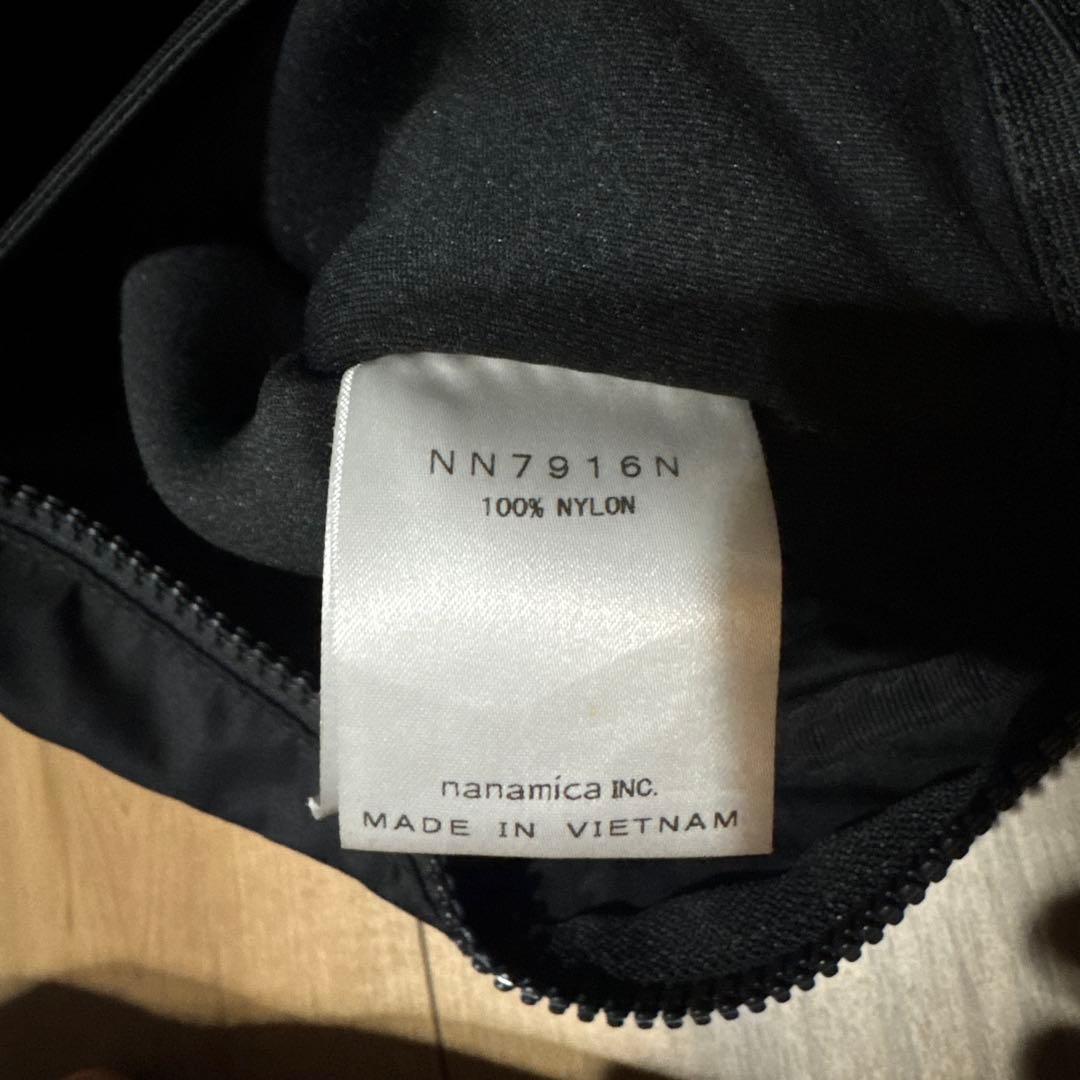 NN7916N
100% NYLON
nanamica INC.
MADE IN VIETNAM